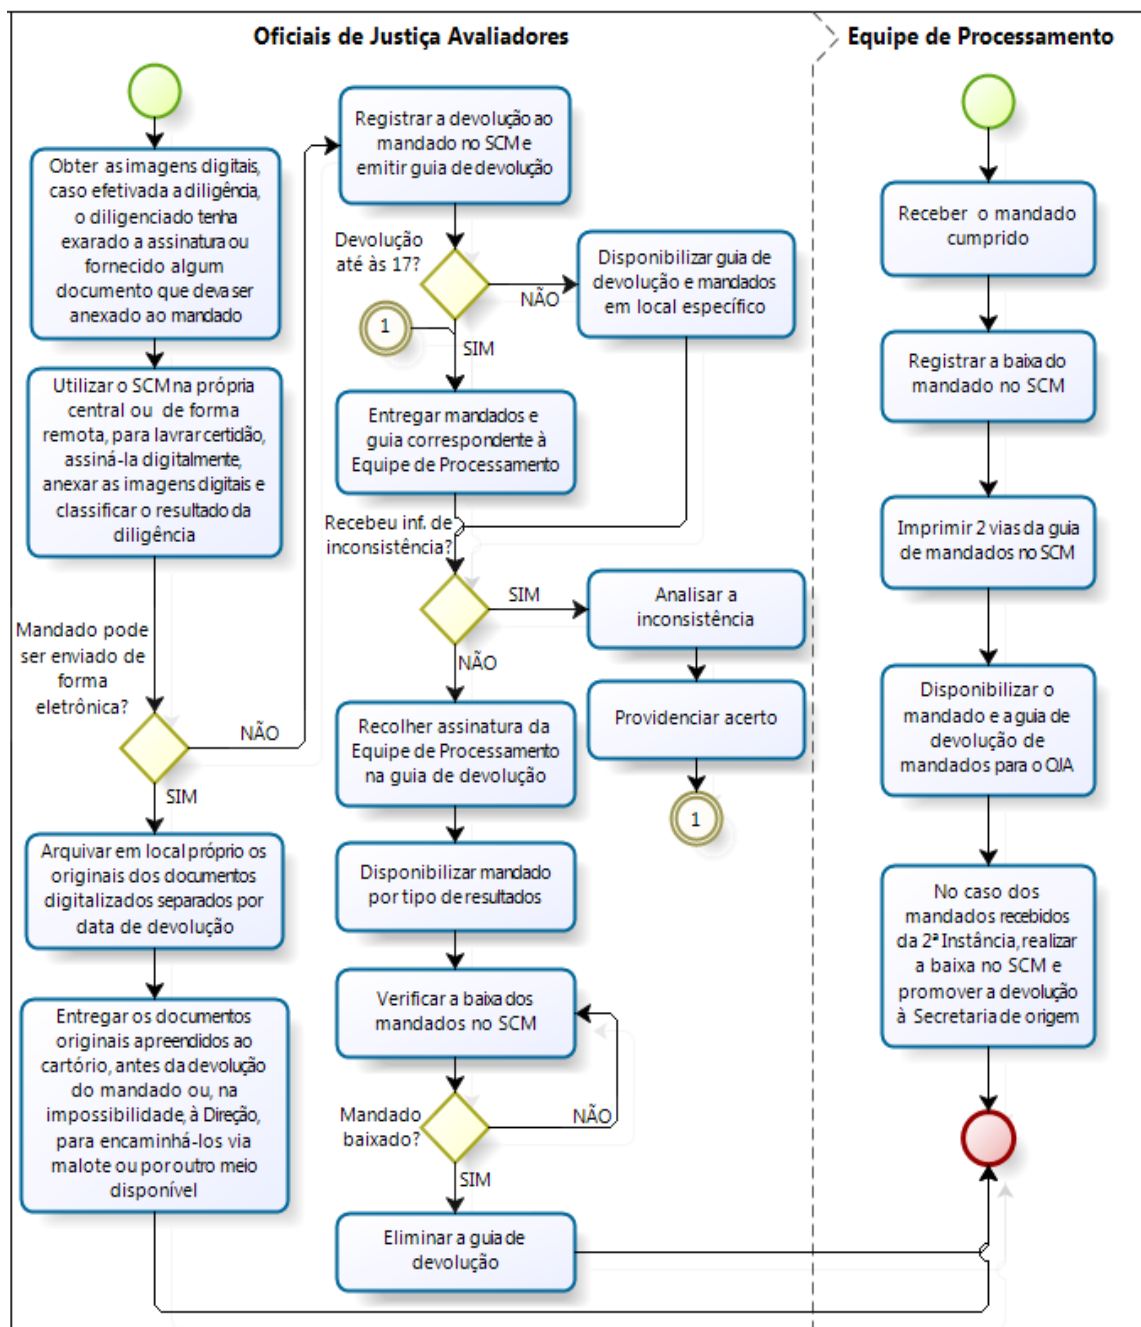 Oficiais de Justiça Avaliadores
Equipe de Processamento
Obter as imagens digitais,
caso efetivada a diligência,
o diligenciado tenha
exarado a assinatura ou
fornecido algum
documento que deva ser
anexado ao mandado
Utilizar o SCM na própria
central ou de forma
remota, para lavrar certidão,
assiná-la digitalmente,
anexar as imagens digitais e
classificar o resultado da
diligência
Mandado pode
ser enviado de
forma
eletrônica?
NÃO
SIM
Arquivar em local próprio os
originais dos documentos
digitalizados separados por
data de devolução
Entregar os documentos
originais apreendidos ao
cartório, antes da devolução
do mandado ou, na
impossibilidade, à Direção,
para encaminhá-los via
malote ou por outro meio
disponível
Registrar a devolução ao
mandado no SCM e
emitir guia de devolução
Devolução
até às 17?
NÃO
Disponibilizar guia de
devolução e mandados
em local específico
1
SIM
Entregar mandados e
guia correspondente à
Equipe de Processamento
Recebeu inf. de
inconsistência?
SIM
Analisar a
inconsistência
NÃO
Providenciar acerto
1
Recolher assinatura da
Equipe de Processamento
na guia de devolução
Disponibilizar mandado
por tipo de resultados
Verificar a baixa dos
mandados no SCM
Mandado
baixado?
NÃO
SIM
Eliminar a guia de
devolução
Receber o mandado
cumprido
Registrar a baixa do
mandado no SCM
Imprimir 2 vias da guia
de mandados no SCM
Disponibilizar o
mandado e a guia de
devolução de
mandados para o OJA
No caso dos
mandados recebidos
da 2ª Instância, realizar
a baixa no SCM e
promover a devolução
à Secretaria de origem